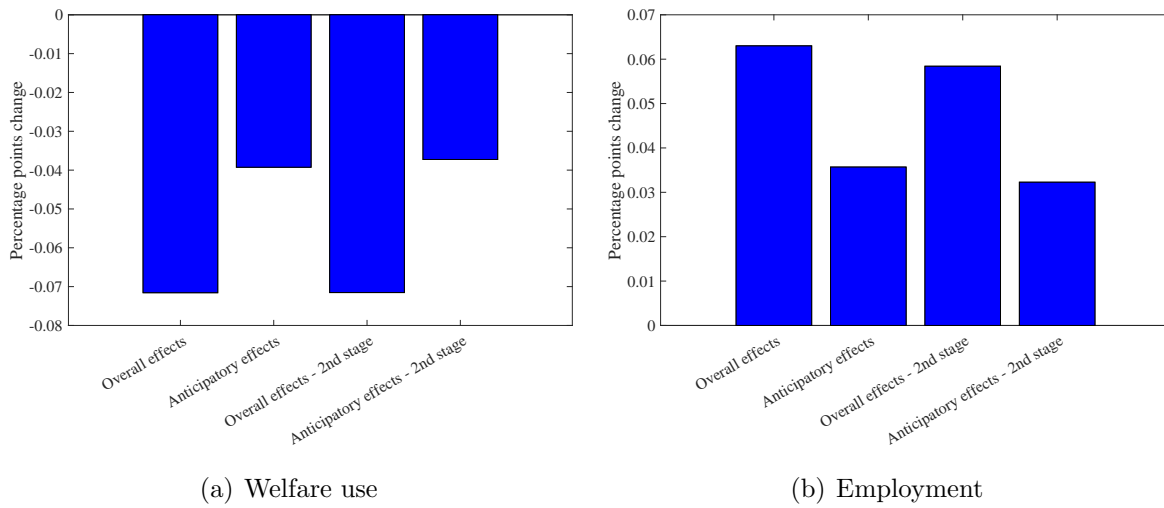 0
-0.01
-0.02
-0.03
-0.04
-0.05
-0.06
-0.07
-0.08
Percentage points change
Overall effects
Anticipatory effects
Overall effects - 2nd stage
Anticipatory effects - 2nd stage
(a) Welfare use
0.07
0.06
0.05
0.04
0.03
0.02
0.01
0
Percentage points change
Overall effects
Anticipatory effects
Overall effects - 2nd stage
Anticipatory effects - 2nd stage
(b) Employment